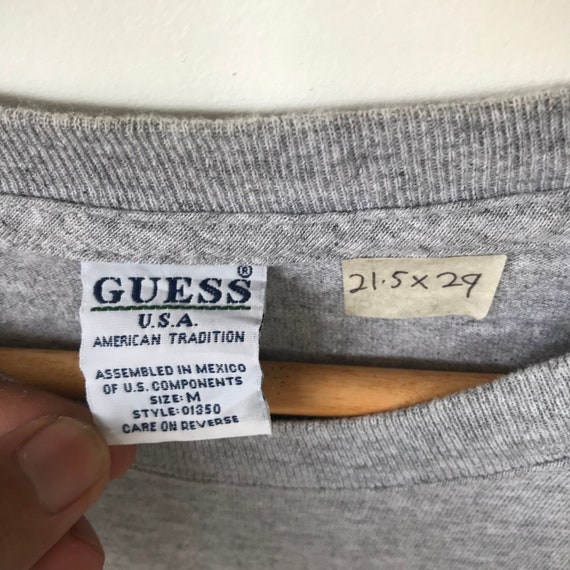 GUESS®
U.S.A.
AMERICAN TRADITION
ASSEMBLED IN MEXICO
OF U.S. COMPONENTS
SIZE: M
STYLE: 01350
CARE ON REVERSE
21.5 x 29